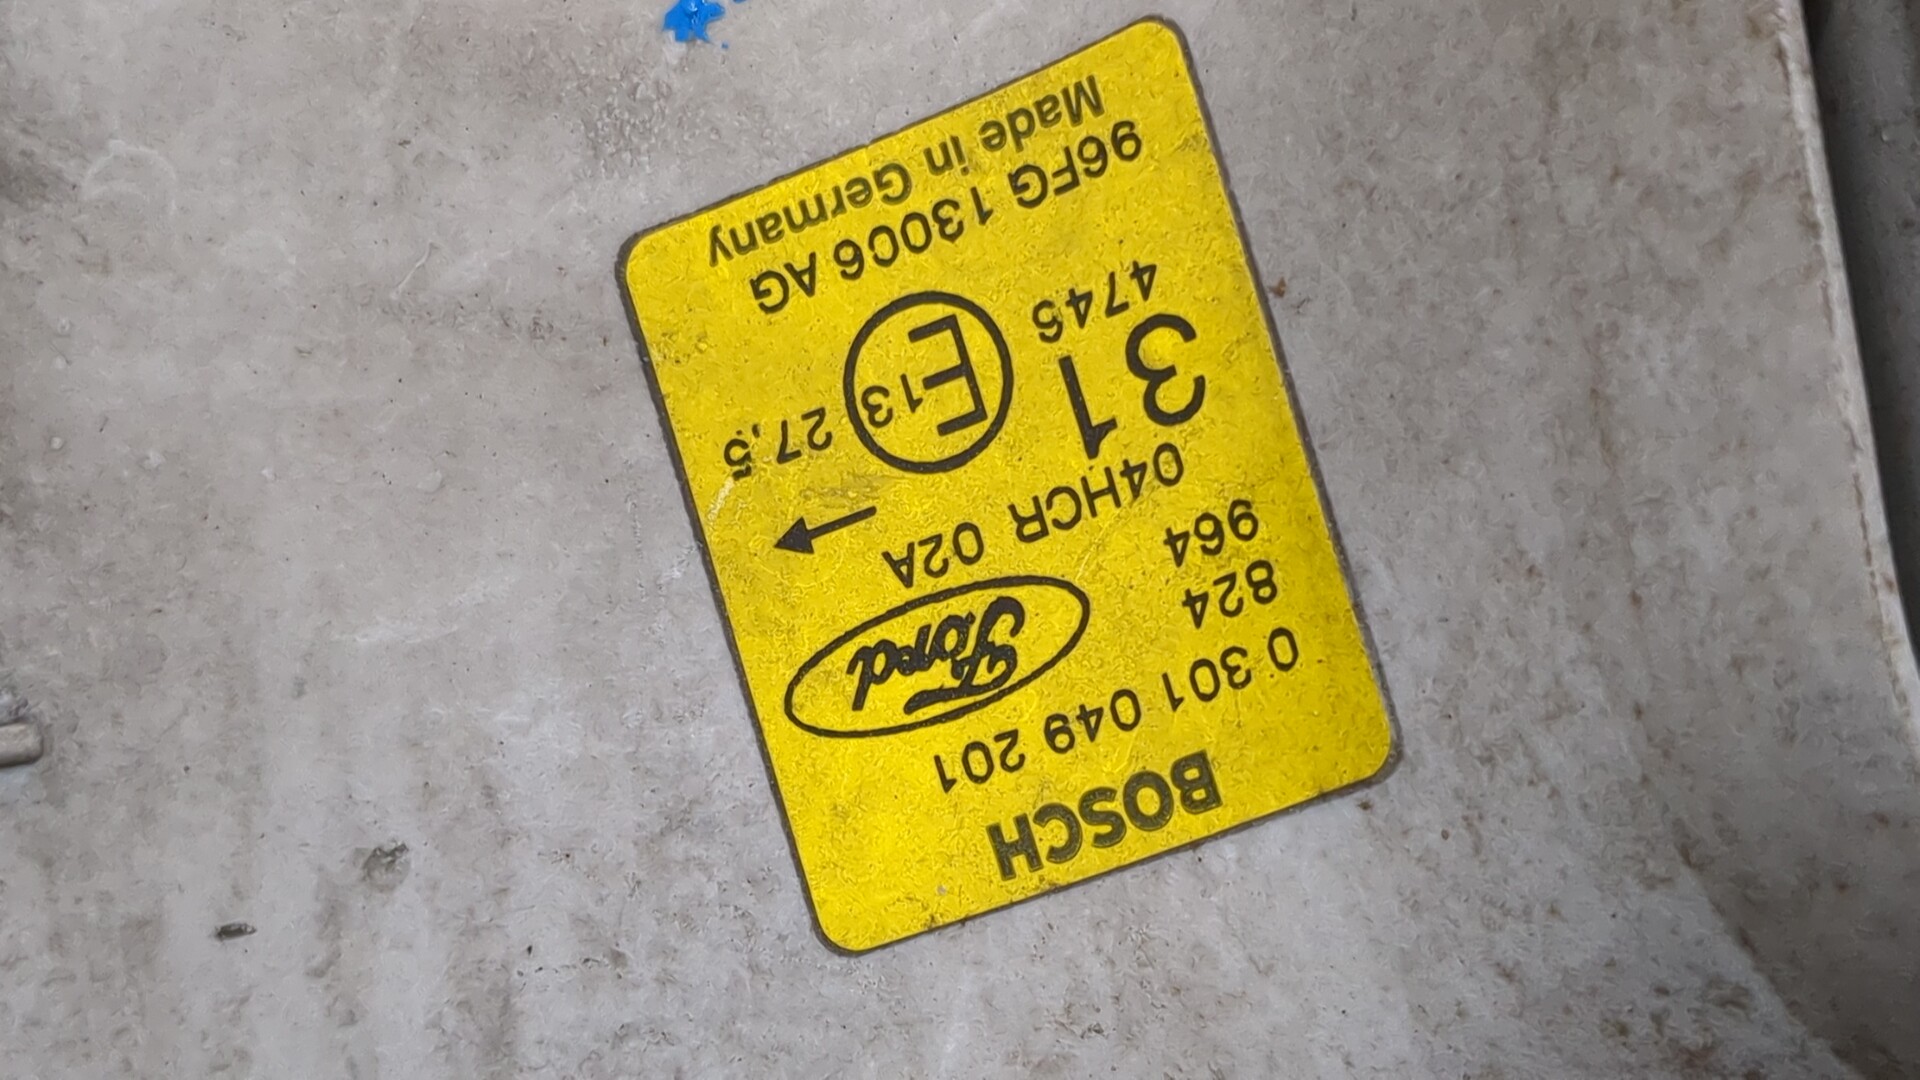 BOSCH
0 301 049 201
824
964
Ford
04HCR 02A
31
E13 27,5
4746
96FG 13006 AG
Made in Germany